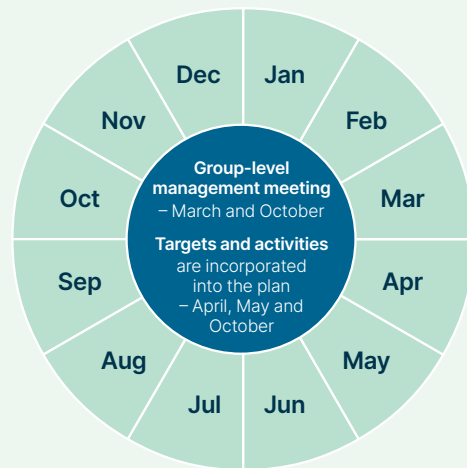 Dec
Jan
Nov
Feb
Oct
Mar
Sep
Apr
Aug
May
Jul
Jun
Group-level
management meeting
– March and October
Targets and activities
are incorporated
into the plan
– April, May and
October